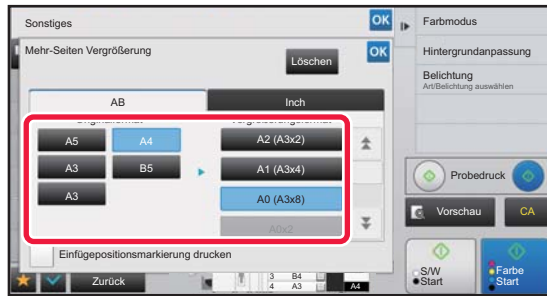 Sonstiges
OK
Mehr-Seiten Vergrößerung
Löschen
OK
AB
Inch
A5
A4
A2 (A3x2)
A3
B5
A1 (A3x4)
A3
A0 (A3x8)
A0x2
Einfügepositionsmarkierung drucken
Zurück
3 B4
4 A3
A4
Farbmodus
Hintergrundanpassung
Belichtung
Art/Belichtung auswählen
Probedruck
Vorschau
CA
S/W
Start
Farbe
Start